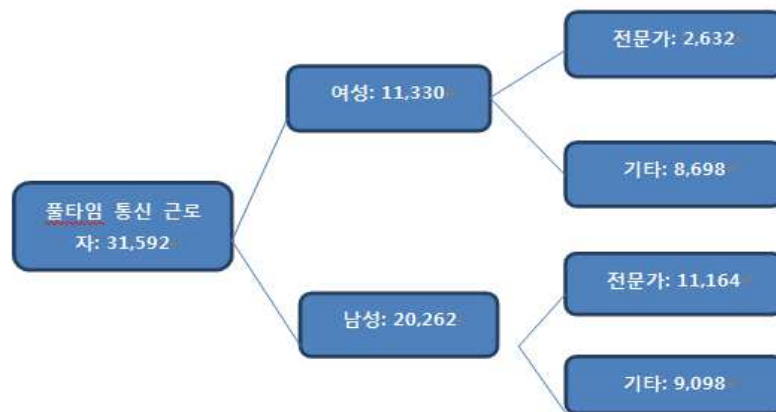 전문가: 2,632
여성: 11,330
기타: 8,698
풀타임 통신 근로
자: 31,592
전문가: 11,164
남성: 20,262
기타: 9,098